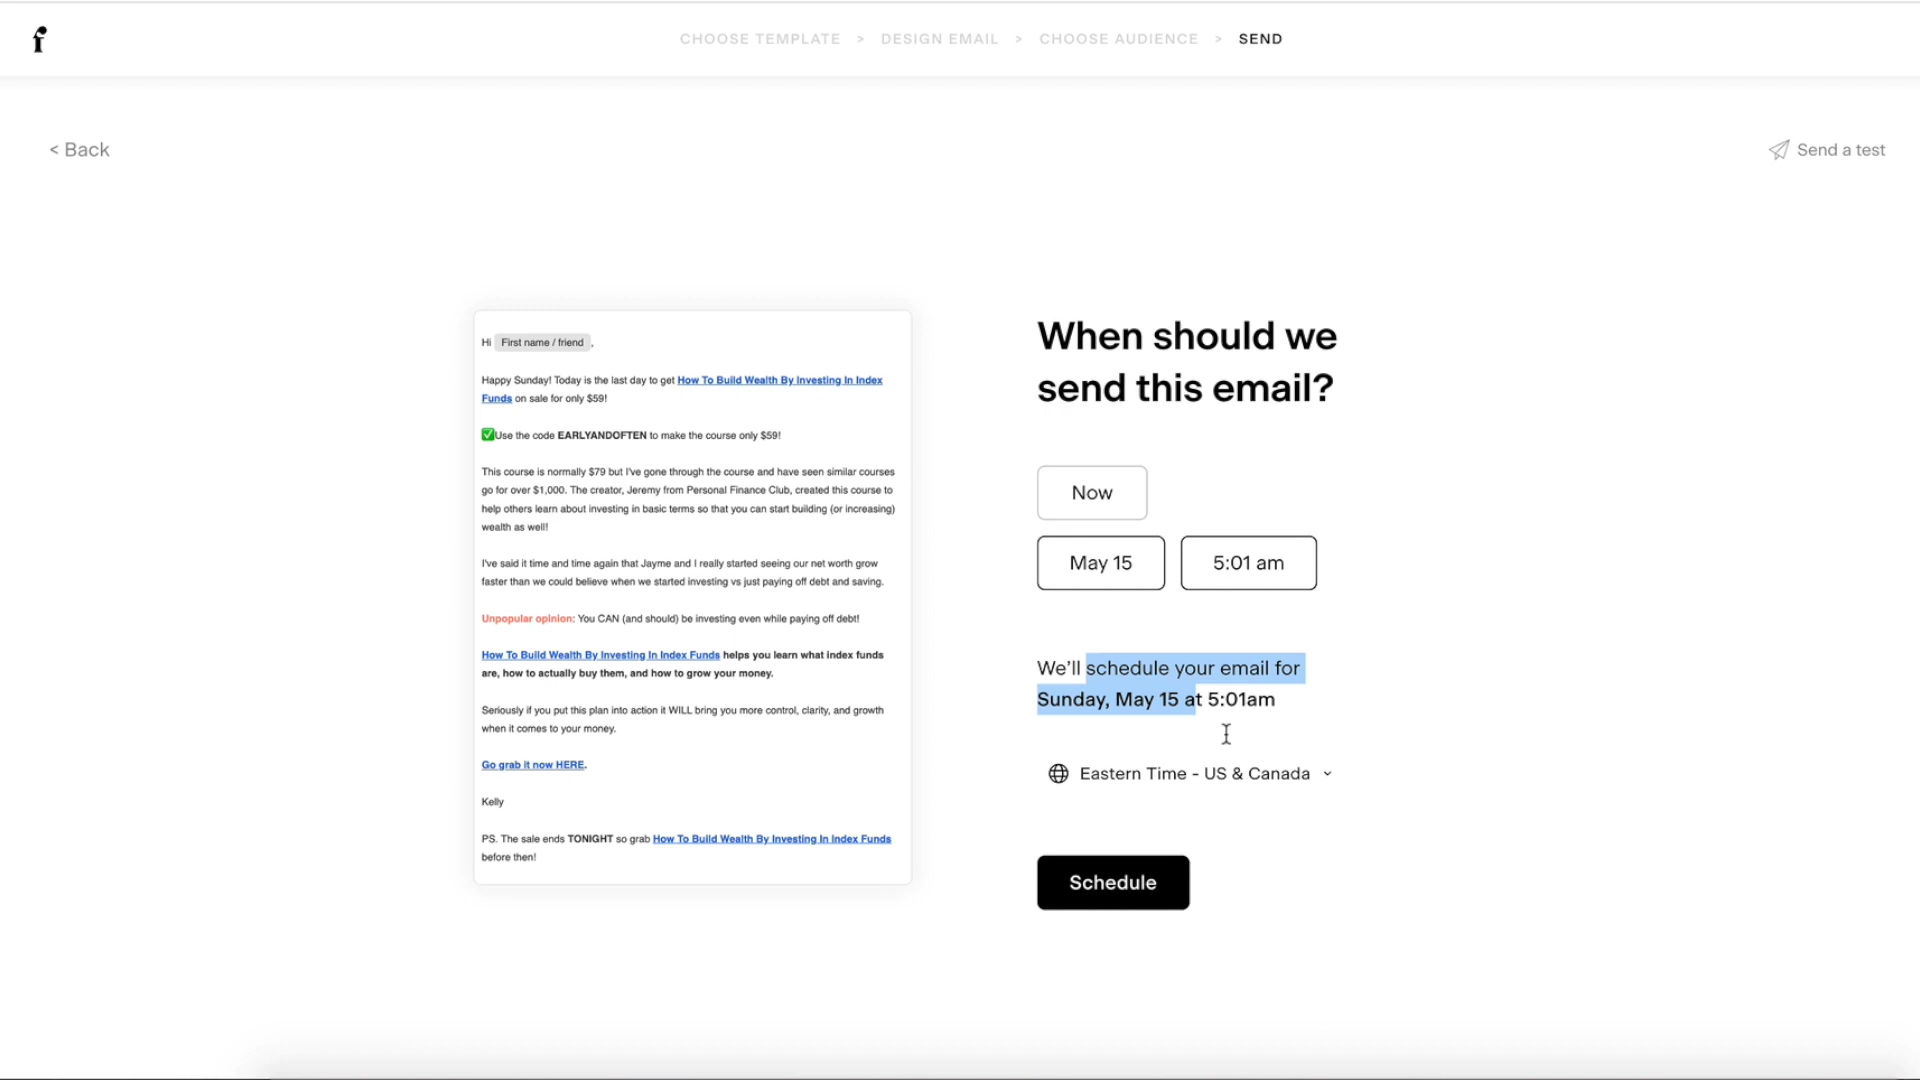 f
CHOOSE TEMPLATE > DESIGN EMAIL > CHOOSE AUDIENCE > SEND
< Back
Send a test
Hi First name / friend ,
Happy Sunday! Today is the last day to get How To Build Wealth By Investing In Index
Funds on sale for only $59!
✅Use the code EARLYANDOFTEN to make the course only $59!
This course is normally $79 but I've gone through the course and have seen similar courses
go for over $1,000. The creator, Jeremy from Personal Finance Club, created this course to
help others learn about investing in basic terms so that you can start building (or increasing)
wealth as well!
I've said it time and time again that Jayme and I really started seeing our net worth grow
faster than we could believe when we started investing vs just paying off debt and saving.
Unpopular opinion: You CAN (and should) be investing even while paying off debt!
How To Build Wealth By Investing In Index Funds helps you learn what index funds
are, how to actually buy them, and how to grow your money.
Seriously if you put this plan into action it WILL bring you more control, clarity, and growth
when it comes to your money.
Go grab it now HERE.
Kelly
PS. The sale ends TONIGHT so grab How To Build Wealth By Investing In Index Funds
before then!
When should we
send this email?
Now
May 15
5:01 am
We'll schedule your email for
Sunday, May 15 at 5:01am
Eastern Time - US & Canada
Schedule